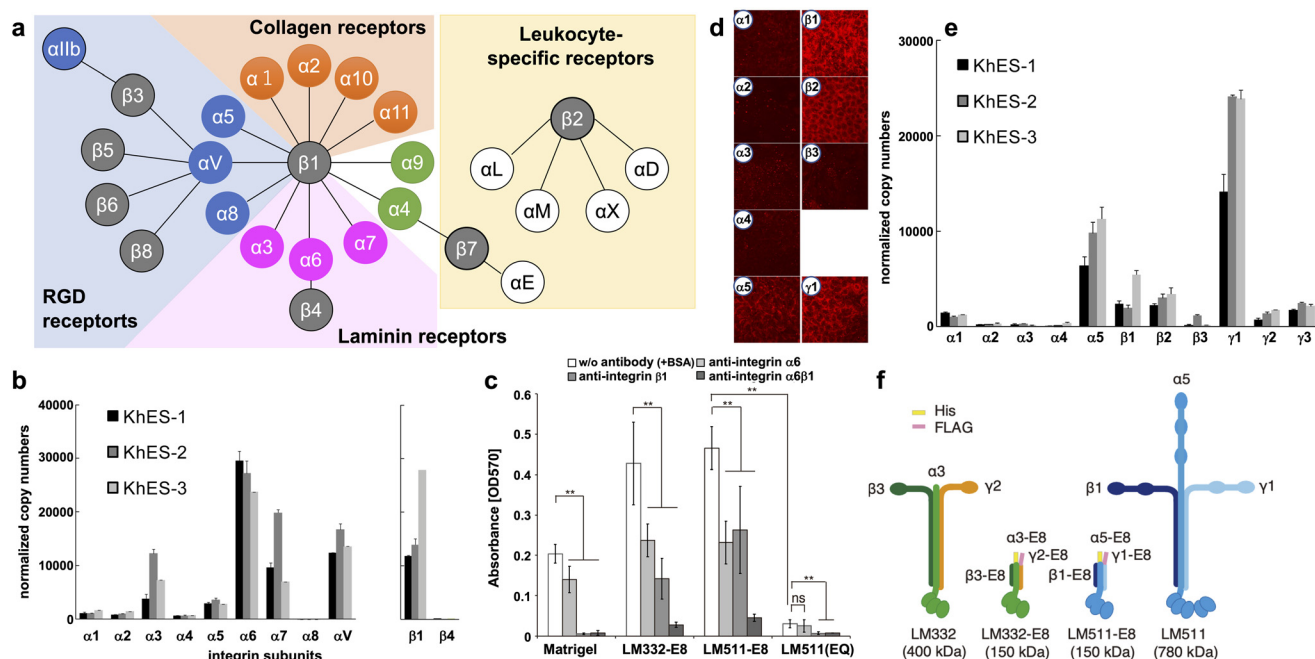 a
Collagen receptors
αIIb
β3
β5
β6
β8
αV
α5
α8
α 1
α2
α10
α11
β1
α9
α4
α3
α6
α7
β4
RGD
receptorts
Laminin receptors
Leukocyte-
specific receptors
β2
αL
αM
αX
αD
β7
αE
b
normalized copy numbers
40000
30000
20000
10000
0
KhES-1
KhES-2
KhES-3
α1 α2 α3 α4 α5 α6 α7 α8 αV β1 β4
integrin subunits
c
w/o antibody (+BSA)
anti-integrin α6
anti-integrin β1
anti-integrin α6β1
Absorbance [OD570]
0.6
0.5
0.4
0.3
0.2
0.1
0
**
**
**
**
**
ns
Matrigel LM332-E8 LM511-E8 LM511(EQ)
d
α1 β1
α2 β2
α3 β3
α4
α5 γ1
e
normalized copy numbers
30000
20000
10000
0
KhES-1
KhES-2
KhES-3
α1 α2 α3 α4 α5 β1 β2 β3 γ1 γ2 γ3
f
His
FLAG
α3
β3
γ2
α3-E8
γ2-E8
β3-E8
α5-E8
γ1-E8
β1-E8
α5
β1
γ1
LM332
(400 kDa)
LM332-E8
(150 kDa)
LM511-E8
(150 kDa)
LM511
(780 kDa)